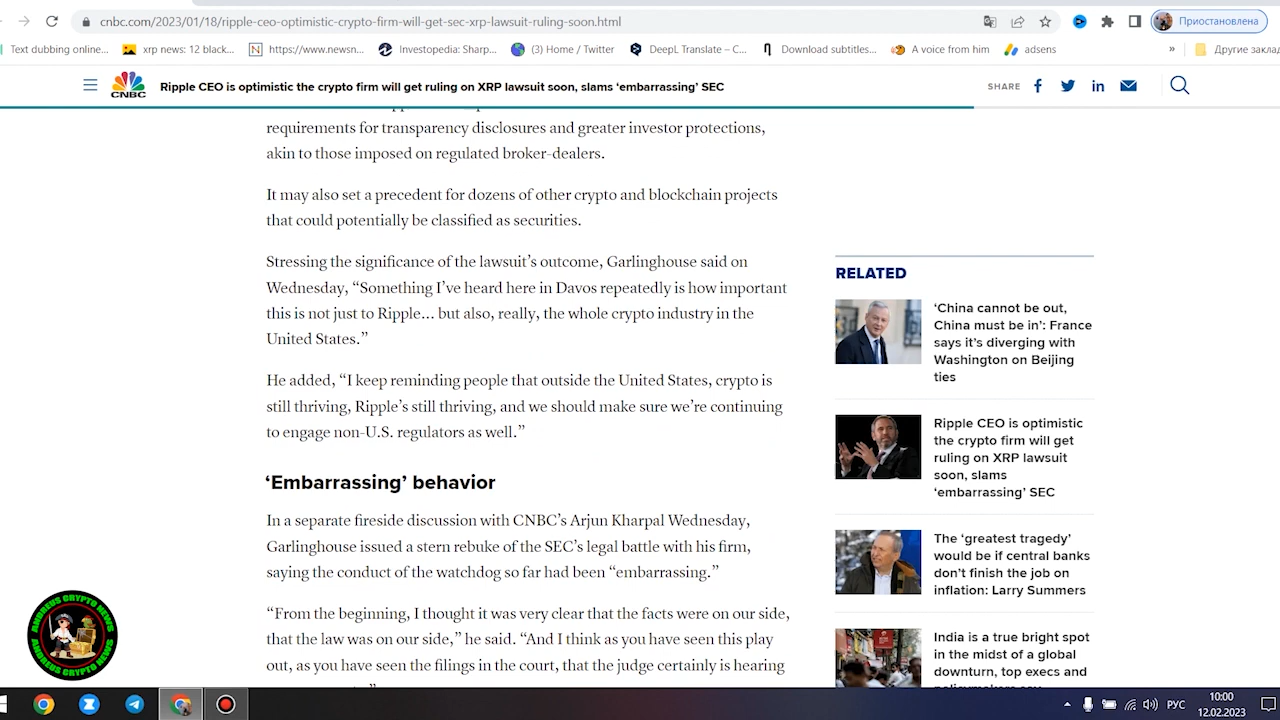 cnbc.com/2023/01/18/ripple-ceo-optimistic-crypto-firm-will-get-sec-xrp-lawsuit-ruling-soon.html
Приостановлена
Text dubbing online...
xrp news: 12 black...
https://www.newsn...
Investopedia: Sharp...
(3) Home / Twitter
DeepL Translate – C...
Download subtitles...
A voice from him
adsens
»
Другие закла
CNBC
Ripple CEO is optimistic the crypto firm will get ruling on XRP lawsuit soon, slams ‘embarrassing’ SEC
SHARE
requirements for transparency disclosures and greater investor protections,
akin to those imposed on regulated broker-dealers.
It may also set a precedent for dozens of other crypto and blockchain projects
that could potentially be classified as securities.
Stressing the significance of the lawsuit’s outcome, Garlinghouse said on
Wednesday, “Something I’ve heard here in Davos repeatedly is how important
this is not just to Ripple... but also, really, the whole crypto industry in the
United States.”
He added, “I keep reminding people that outside the United States, crypto is
still thriving, Ripple’s still thriving, and we should make sure we’re continuing
to engage non-U.S. regulators as well.”
‘Embarrassing’ behavior
In a separate fireside discussion with CNBC’s Arjun Kharpal Wednesday,
Garlinghouse issued a stern rebuke of the SEC’s legal battle with his firm,
saying the conduct of the watchdog so far had been “embarrassing.”
“From the beginning, I thought it was very clear that the facts were on our side,
that the law was on our side,” he said. “And I think as you have seen this play
out, as you have seen the filings in the court, that the judge certainly is hearing
RELATED
‘China cannot be out,
China must be in’: France
says it’s diverging with
Washington on Beijing
ties
Ripple CEO is optimistic
the crypto firm will get
ruling on XRP lawsuit
soon, slams
‘embarrassing’ SEC
The ‘greatest tragedy’
would be if central banks
don’t finish the job on
inflation: Larry Summers
India is a true bright spot
in the midst of a global
downturn, top execs and
ANDREUS CRYPTO NEWS
ANDREUS CRYPTO NEWS
РУС
10:00
12.02.2023